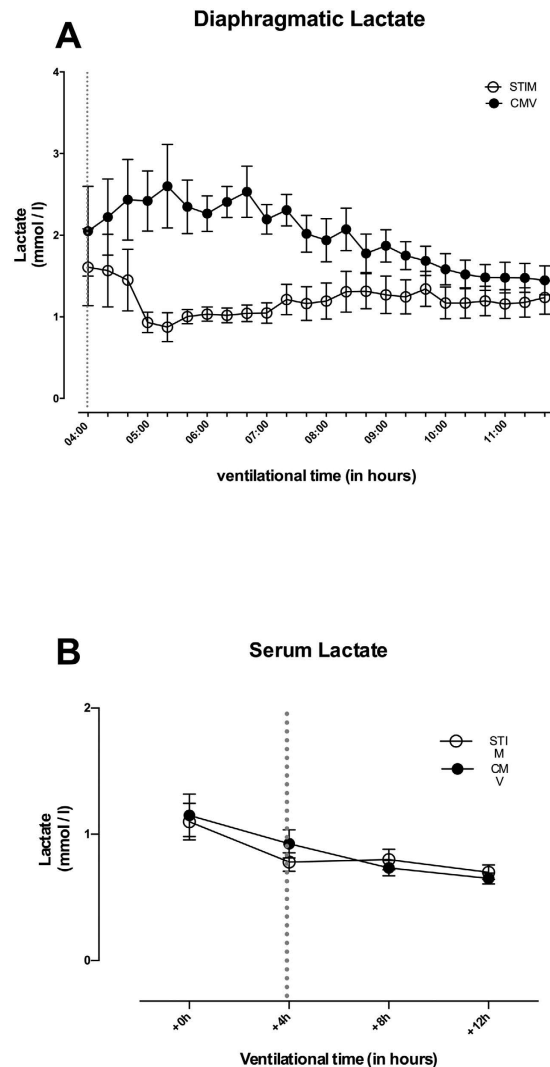 A
Diaphragmatic Lactate
STIM
CMV
4
3
2
1
0
Lactate
(mmol / l)
04:00
05:00
06:00
07:00
08:00
09:00
10:00
11:00
ventilational time (in hours)
B
Serum Lactate
STI
M
CM
V
2
1
0
Lactate
(mmol / l)
+0h
+4h
+8h
+12h
Ventilational time (in hours)